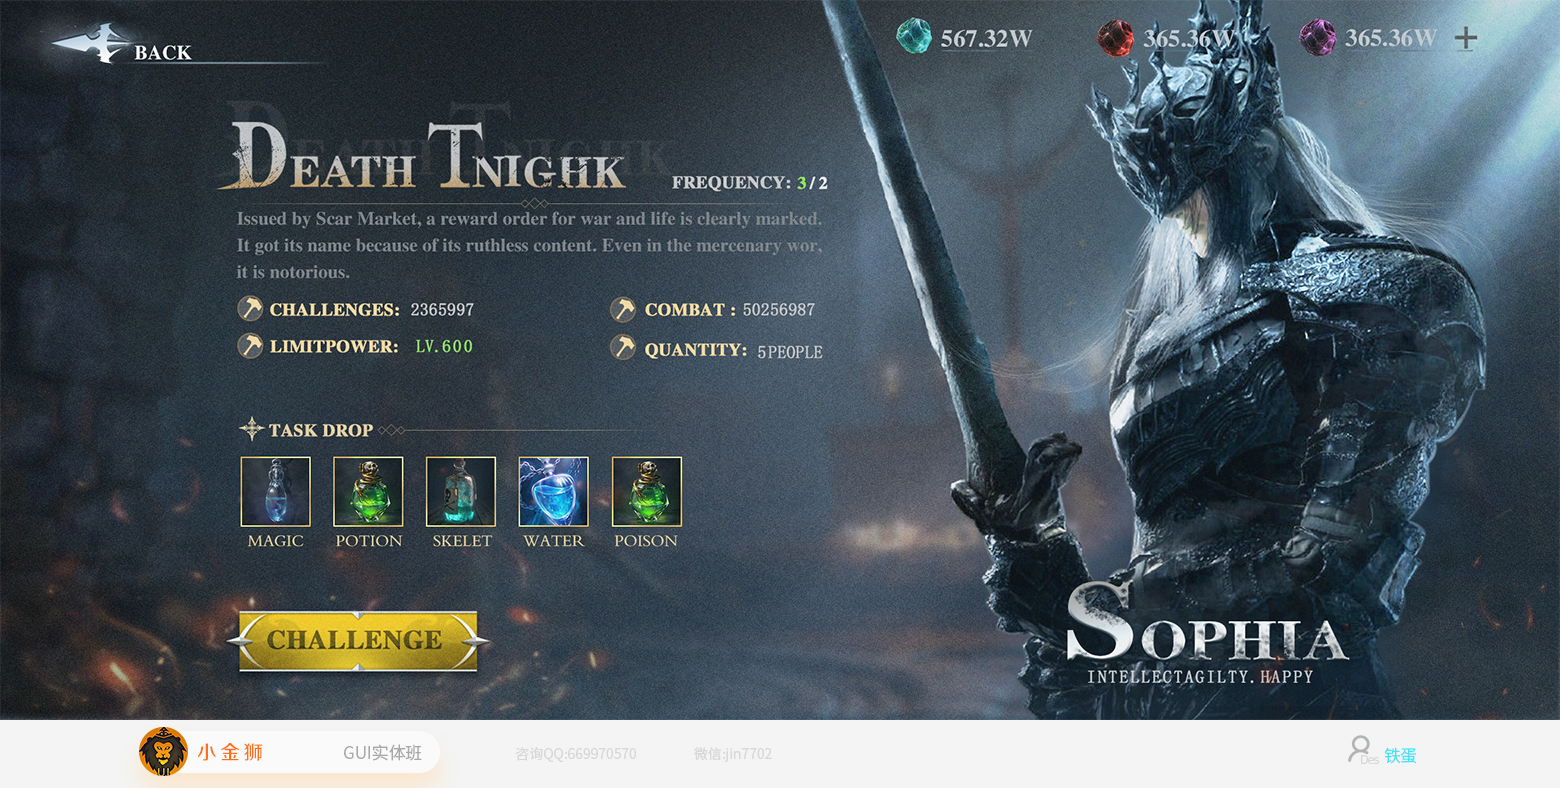 BACK
567.32W
365.36W
365.36W
DEATH TNIGHK
FREQUENCY: 3/2
Issued by Scar Market, a reward order for war and life is clearly marked.
It got its name because of its ruthless content. Even in the mercenary wor,
it is notorious.
CHALLENGES: 2365997
COMBAT : 50256987
LIMITPOWER: LV.600
QUANTITY: 5PEOPLE
TASK DROP
MAGIC
POTION
SKELET
WATER
POISON
CHALLENGE
SOPHIA
INTELLECTAGILTY.HAPPY
小金狮
GUI实体班
咨询QQ:669970570
微信:jin7702
Des
铁蛋